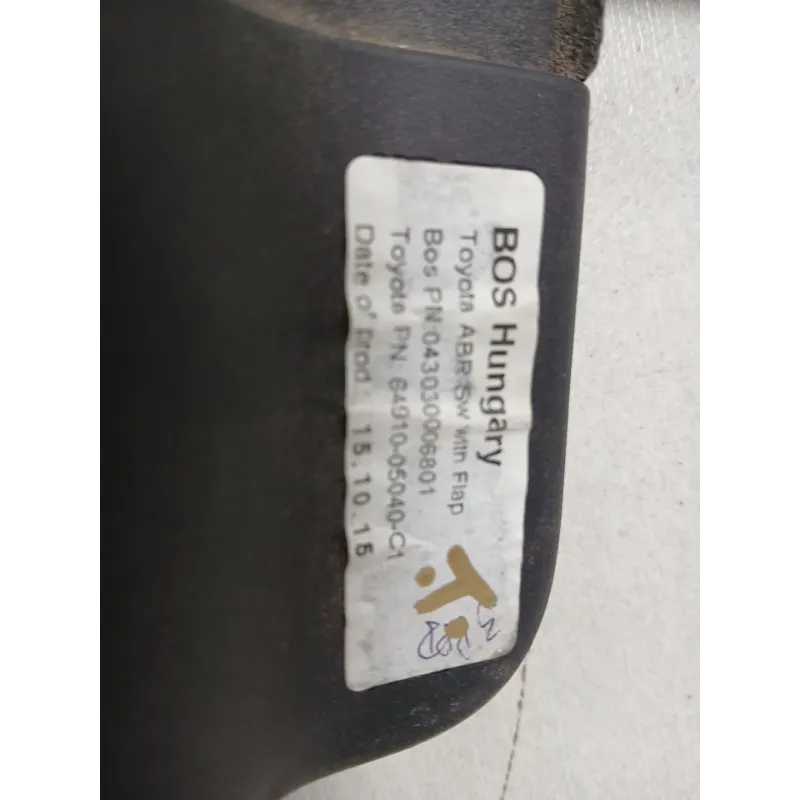 BOS Hungary
Toyota ABR SW with Flap
Bos PN:043030006801
Toyota PN: 64910-05040-C1
Date of prod.: 15.10.15
.T.